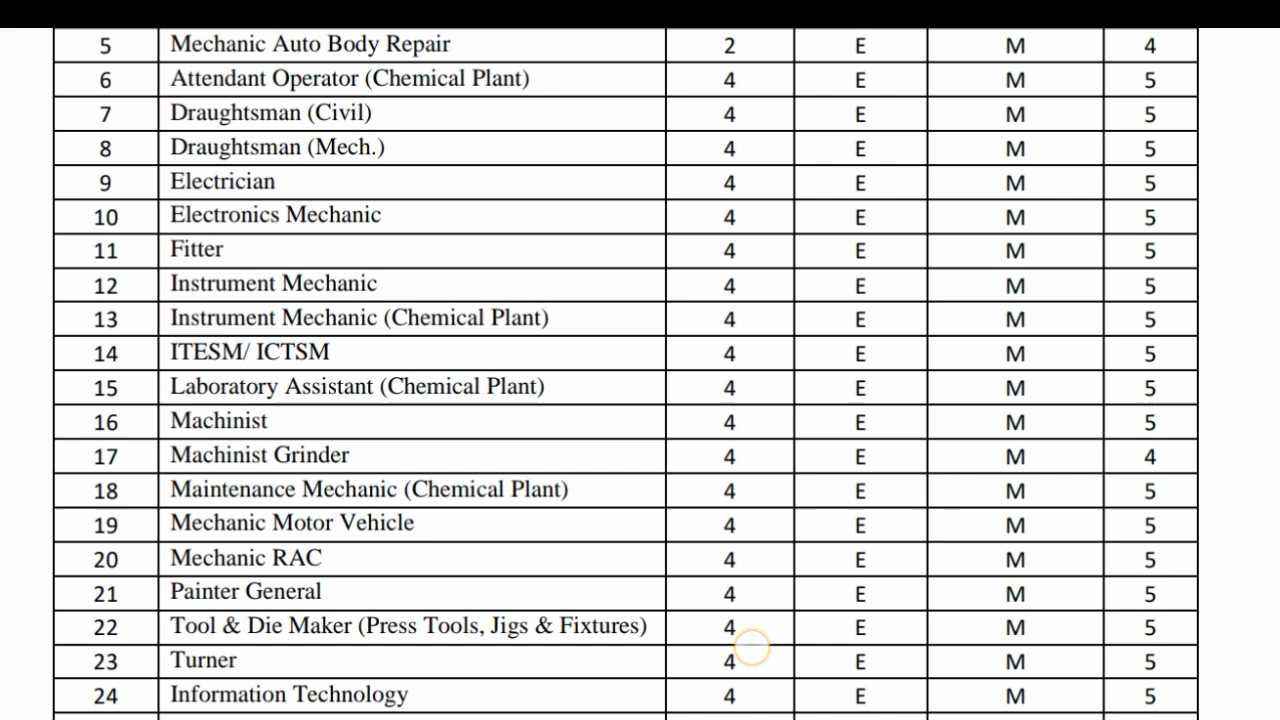 5 Mechanic Auto Body Repair 2 E M 4
6 Attendant Operator (Chemical Plant) 4 E M 5
7 Draughtsman (Civil) 4 E M 5
8 Draughtsman (Mech.) 4 E M 5
9 Electrician 4 E M 5
10 Electronics Mechanic 4 E M 5
11 Fitter 4 E M 5
12 Instrument Mechanic 4 E M 5
13 Instrument Mechanic (Chemical Plant) 4 E M 5
14 ITESM/ ICTSM 4 E M 5
15 Laboratory Assistant (Chemical Plant) 4 E M 5
16 Machinist 4 E M 5
17 Machinist Grinder 4 E M 4
18 Maintenance Mechanic (Chemical Plant) 4 E M 5
19 Mechanic Motor Vehicle 4 E M 5
20 Mechanic RAC 4 E M 5
21 Painter General 4 E M 5
22 Tool & Die Maker (Press Tools, Jigs & Fixtures) 4 E M 5
23 Turner 4 E M 5
24 Information Technology 4 E M 5